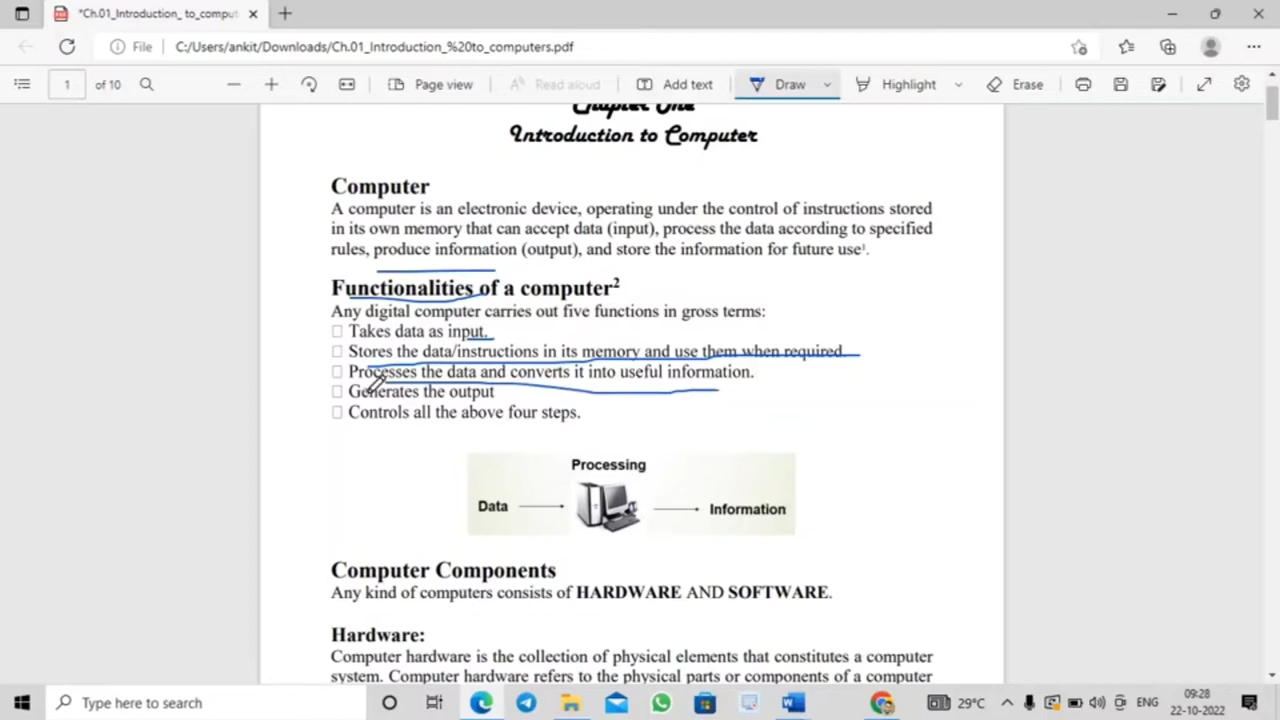 *Ch.01_Introduction_ to_comput
File
C:/Users/ankit/Downloads/Ch.01_Introduction_%20to_computers.pdf
1 of 10
Page view
Read aloud
Add text
Draw
Highlight
Erase
Chapter One
Introduction to Computer
Computer
A computer is an electronic device, operating under the control of instructions stored
in its own memory that can accept data (input), process the data according to specified
rules, produce information (output), and store the information for future use¹.
Functionalities of a computer²
Any digital computer carries out five functions in gross terms:
Takes data as input.
Stores the data/instructions in its memory and use them when required.
Processes the data and converts it into useful information.
Generates the output
Controls all the above four steps.
Processing
Data
Information
Computer Components
Any kind of computers consists of HARDWARE AND SOFTWARE.
Hardware:
Computer hardware is the collection of physical elements that constitutes a computer
system. Computer hardware refers to the physical parts or components of a computer
Type here to search
29°C
ENG
09:28
22-10-2022